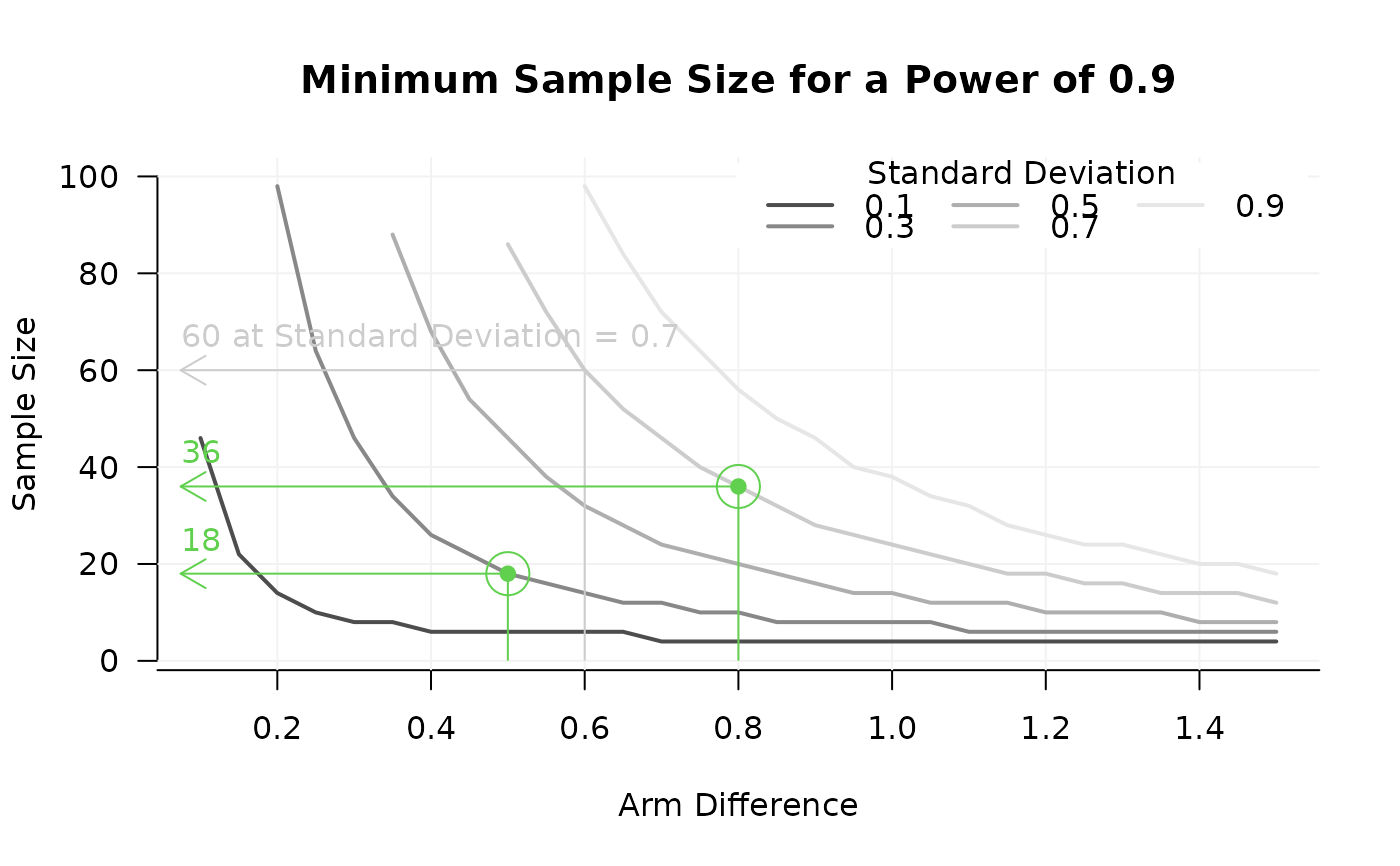 Minimum Sample Size for a Power of 0.9
Standard Deviation
0.1 0.5 0.9
0.3 0.7
100
80
60
40
20
0
Sample Size
60 at Standard Deviation = 0.7
36
18
0.2 0.4 0.6 0.8 1.0 1.2 1.4
Arm Difference